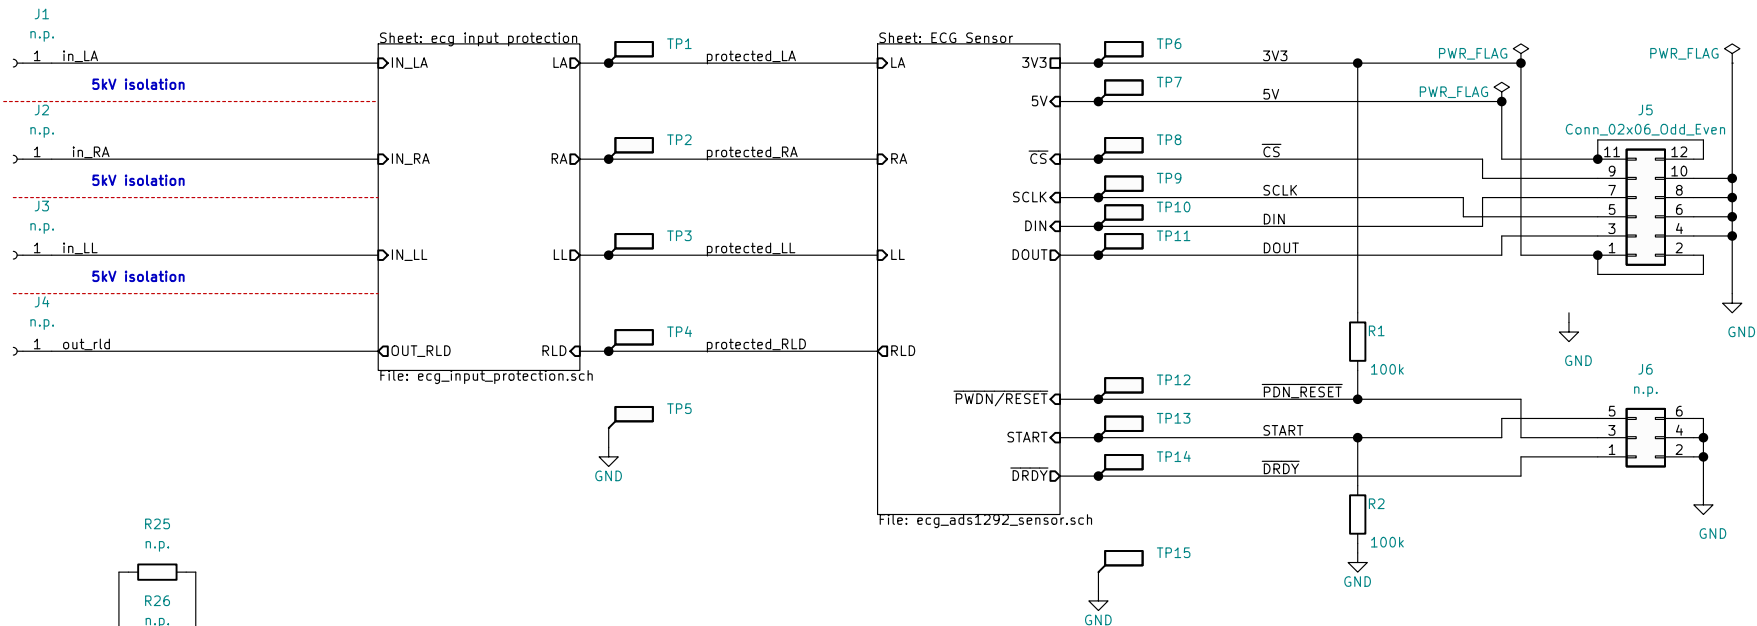 J1
n.p.
1 in_LA
5kV isolation
J2
n.p.
1 in_RA
5kV isolation
J3
n.p.
1 in_LL
5kV isolation
J4
n.p.
1 out_rld
Sheet: ecg input protection
IN_LA
IN_RA
IN_LL
OUT_RLD
LA
RA
LL
RLD
File: ecg_input_protection.sch
TP1
protected_LA
TP2
protected_RA
TP3
protected_LL
TP4
protected_RLD
TP5
GND
Sheet: ECG Sensor
LA
RA
LL
RLD
3V3
5V
CS
SCLK
DIN
DOUT
PWDN/RESET
START
DRDY
File: ecg_ads1292_sensor.sch
TP6
3V3
TP7
5V
TP8
CS
TP9
SCLK
TP10
DIN
TP11
DOUT
TP12
PDN_RESET
TP13
START
TP14
DRDY
TP15
GND
R1
100k
R2
100k
GND
PWR_FLAG
PWR_FLAG
PWR_FLAG
J5
Conn_02x06_Odd_Even
11 12
9 10
7 8
5 6
3 4
1 2
GND
GND
J6
n.p.
5 6
3 4
1 2
GND
R25
n.p.
R26
n.p.